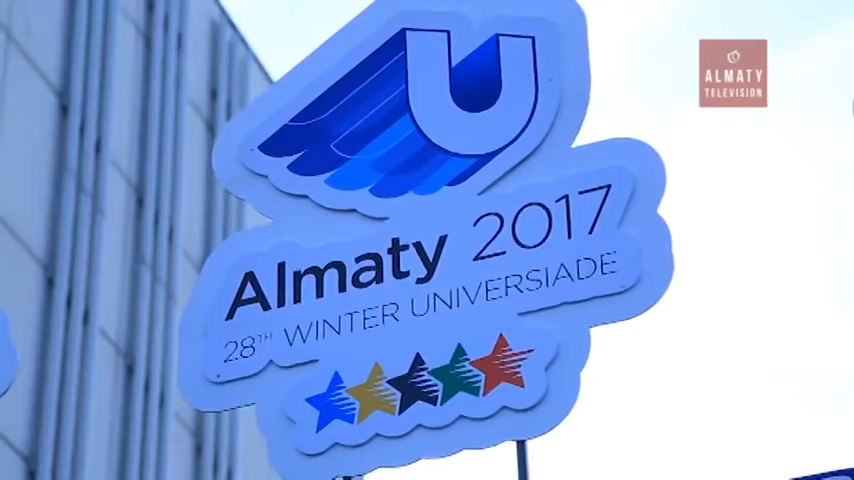 U
ALMATY
TELEVISION
Almaty 2017
28TH WINTER UNIVERSIADE